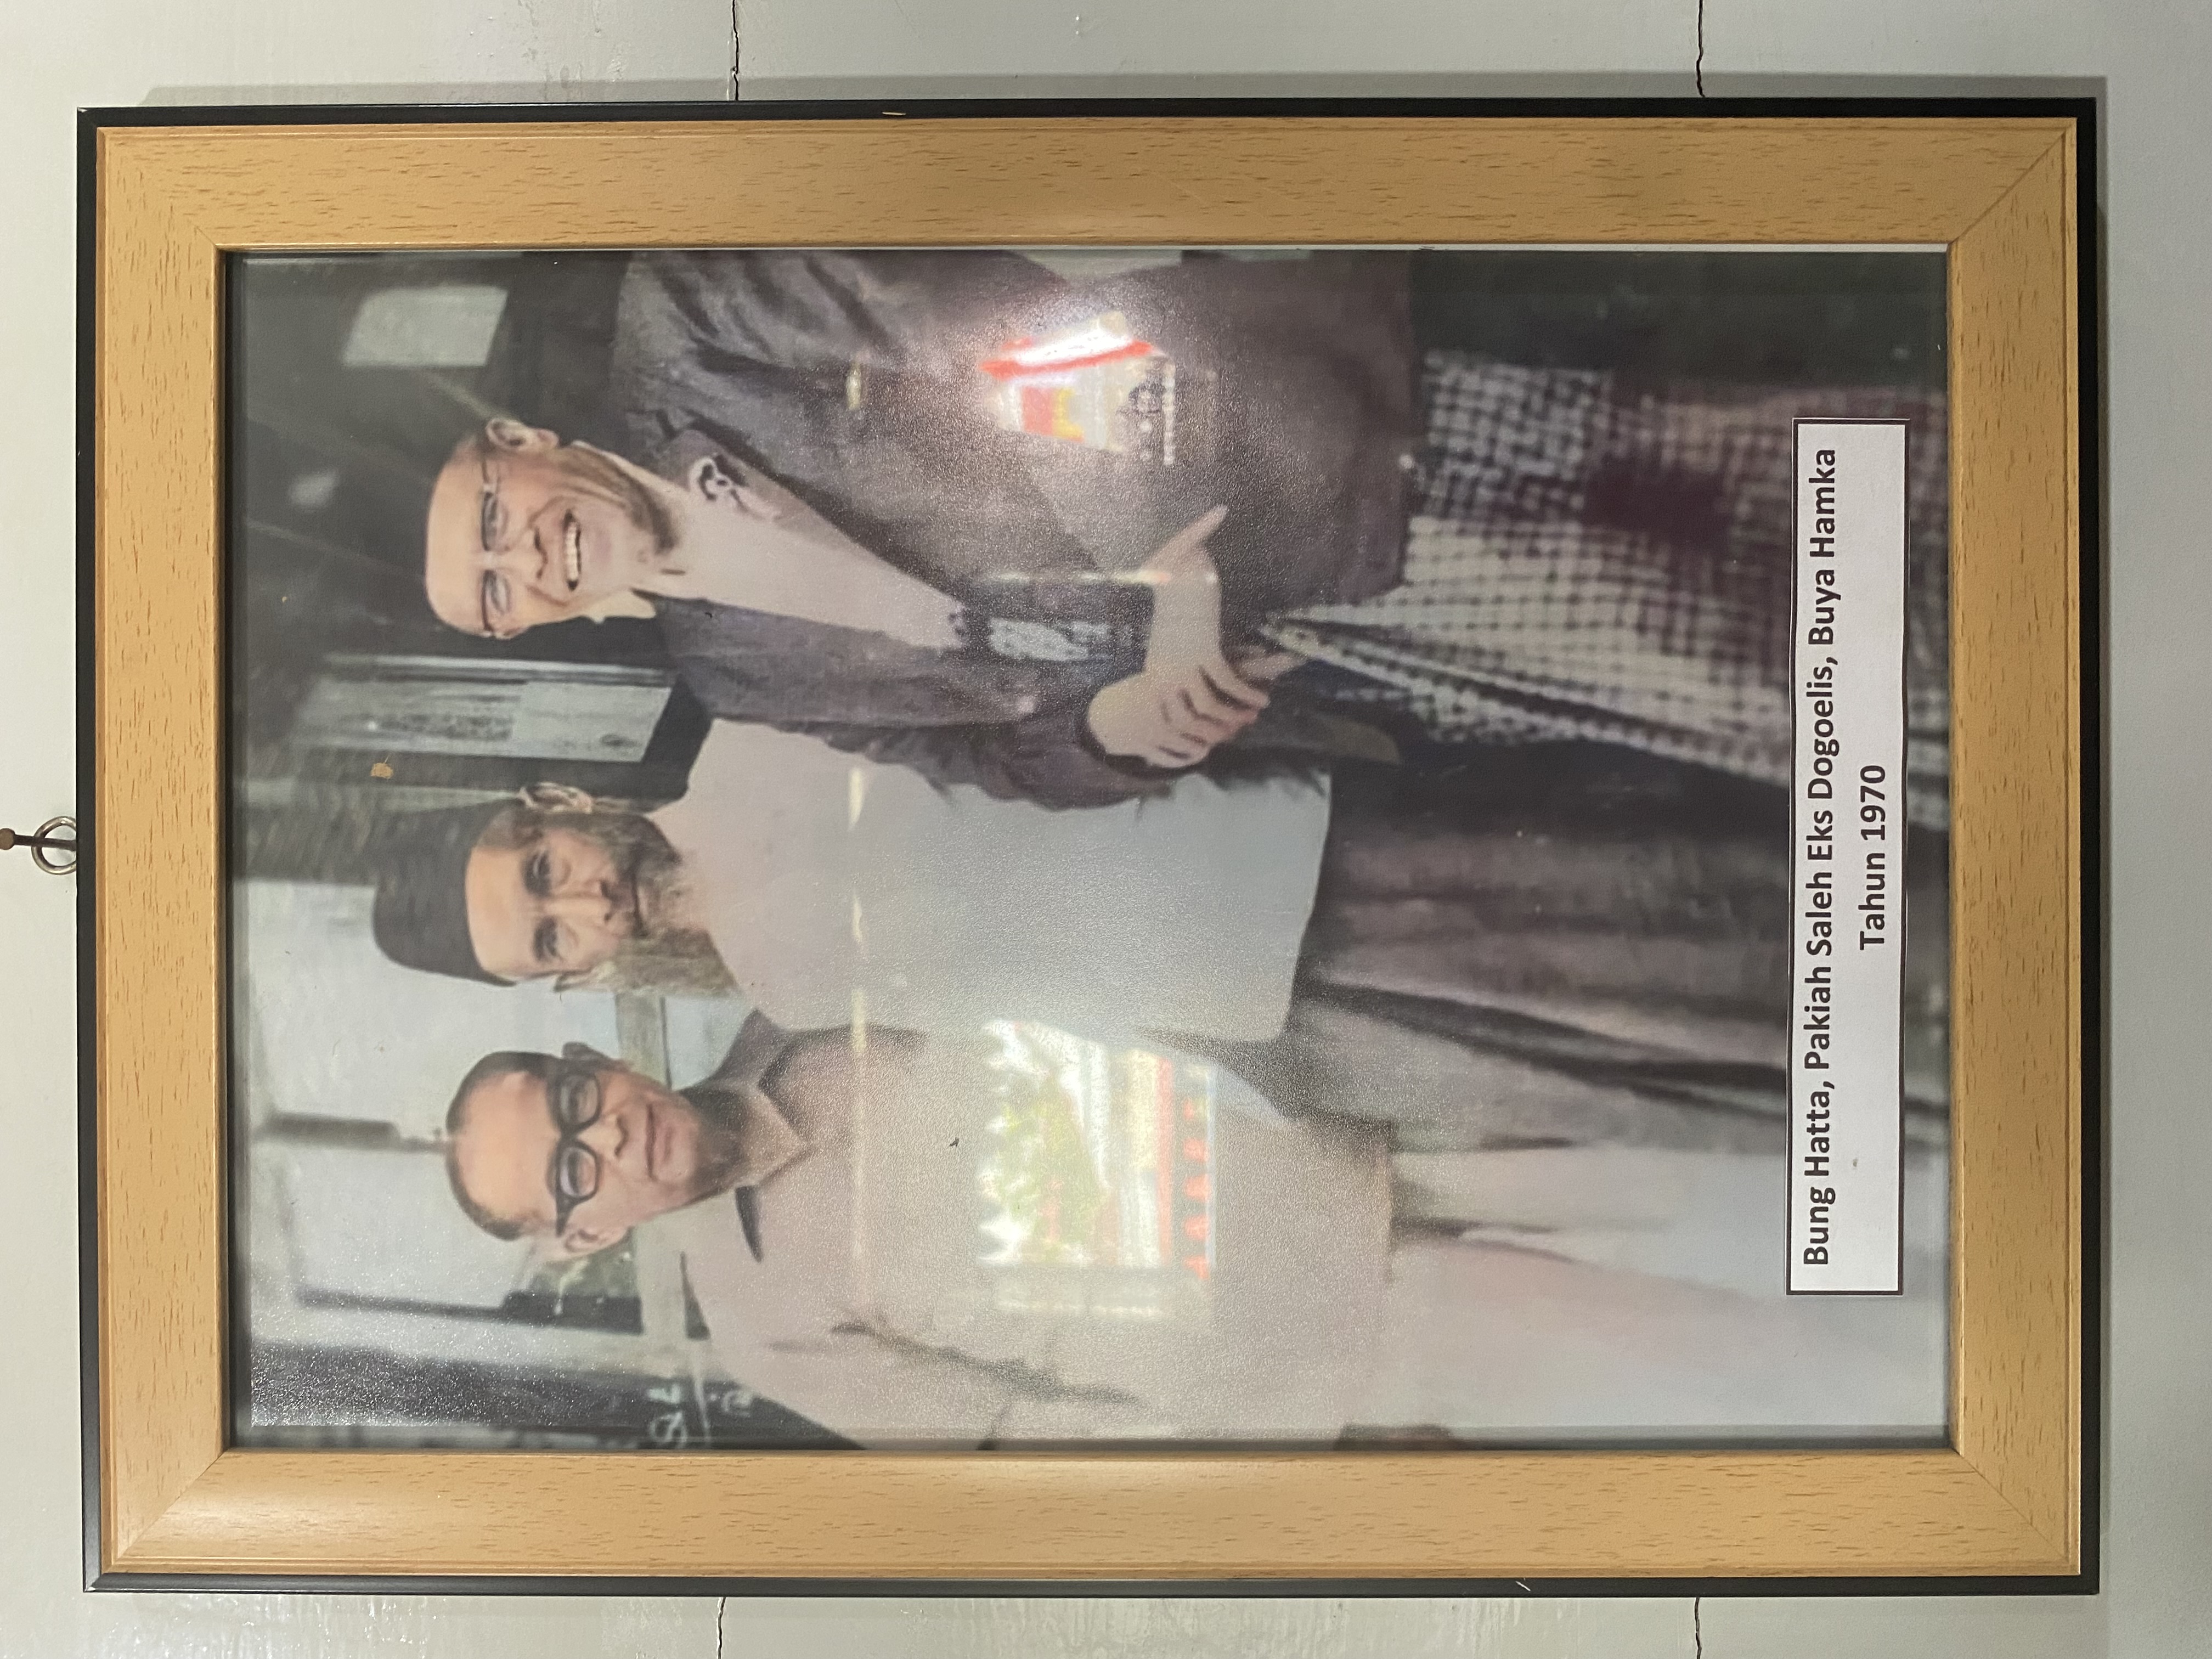 Bung Hatta, Pakiah Saleh Eks Dogoelis, Buya Hamka
Tahun 1970